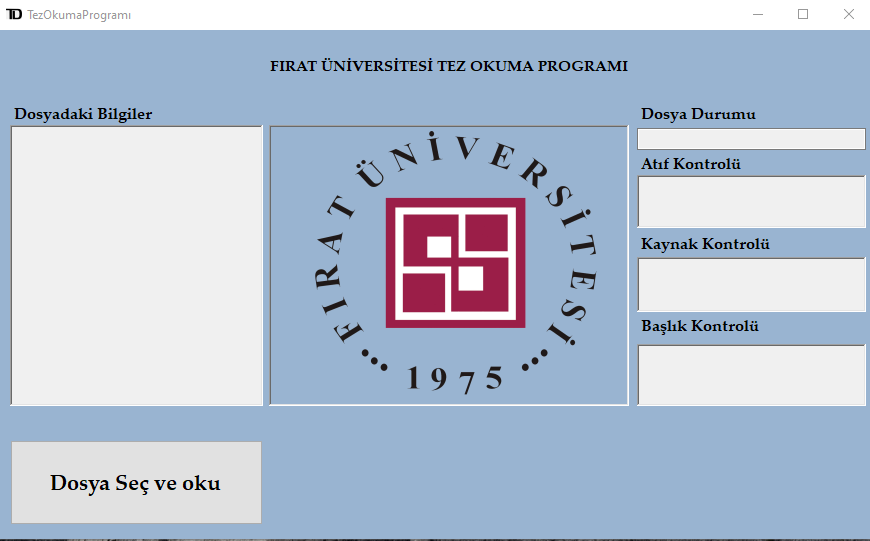 TD TezOkumaProgramı
FIRAT ÜNİVERSİTESİ TEZ OKUMA PROGRAMI
Dosyadaki Bilgiler
FIRAT ÜNİVERSİTESİ
1975
Dosya Durumu
Atıf Kontrolü
Kaynak Kontrolü
Başlık Kontrolü
Dosya Seç ve oku